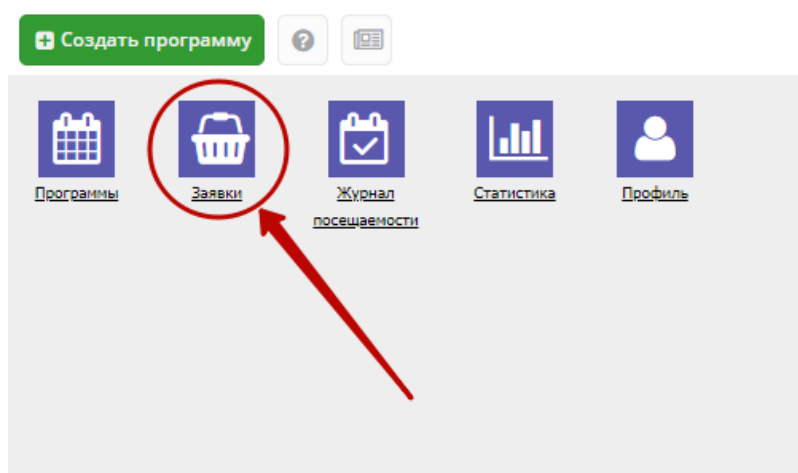 Создать программу
Программы
Заявки
Журнал
посещаемости
Статистика
Профиль